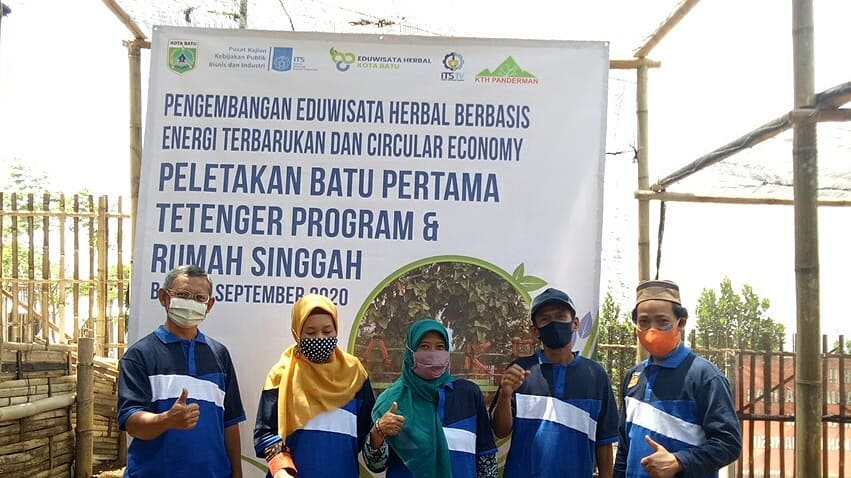 KOTA BATU
Pusat Kajian
Kebijakan Publik
Bisnis dan Industri
ITS
EDUWISATA HERBAL
KOTA BATU
ITS TV
KTH PANDERMAN
PENGEMBANGAN EDUWISATA HERBAL BERBASIS
ENERGI TERBARUKAN DAN CIRCULAR ECONOMY
PELETAKAN BATU PERTAMA
TETENGER PROGRAM &
RUMAH SINGGAH
SEPTEMBER 2020